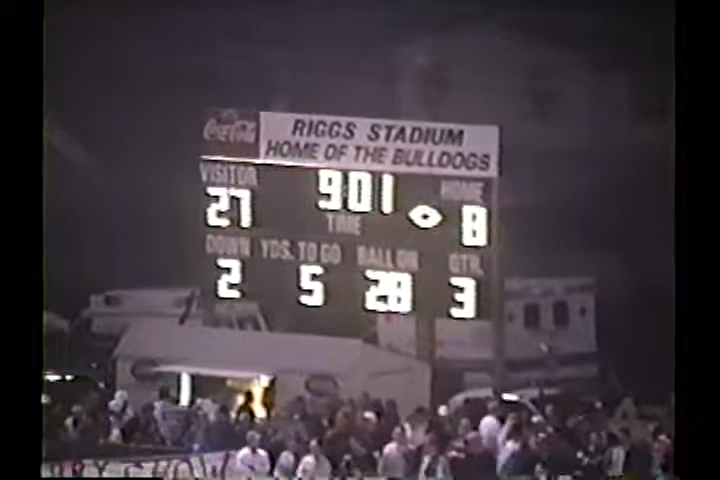 Coca-Cola
RIGGS STADIUM
HOME OF THE BULLDOGS
VISITOR 901 HOME
27 TIME 8
DOWN YDS. TO GO BALL ON QTR.
2 5 28 3